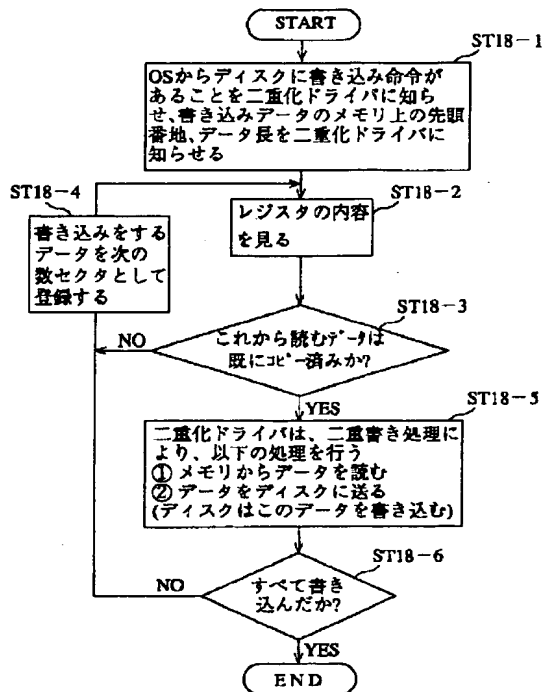 START
ST18-1
OSからディスクに書き込み命令が
あることを二重化ドライバに知ら
せ、書き込みデータのメモリ上の先頭
番地、データ長を二重化ドライバに
知らせる
ST18-4
ST18-2
書き込みをする
データを次の
数セクタとして
登録する
レジスタの内容
を見る
ST18-3
NO
これから読むデータは
既にコピー済みか?
YES
ST18-5
二重化ドライバは、二重書き処理に
より、以下の処理を行う
① メモリからデータを読む
② データをディスクに送る
(ディスクはこのデータを書き込む)
ST18-6
NO
すべて書き
込んだか?
YES
END